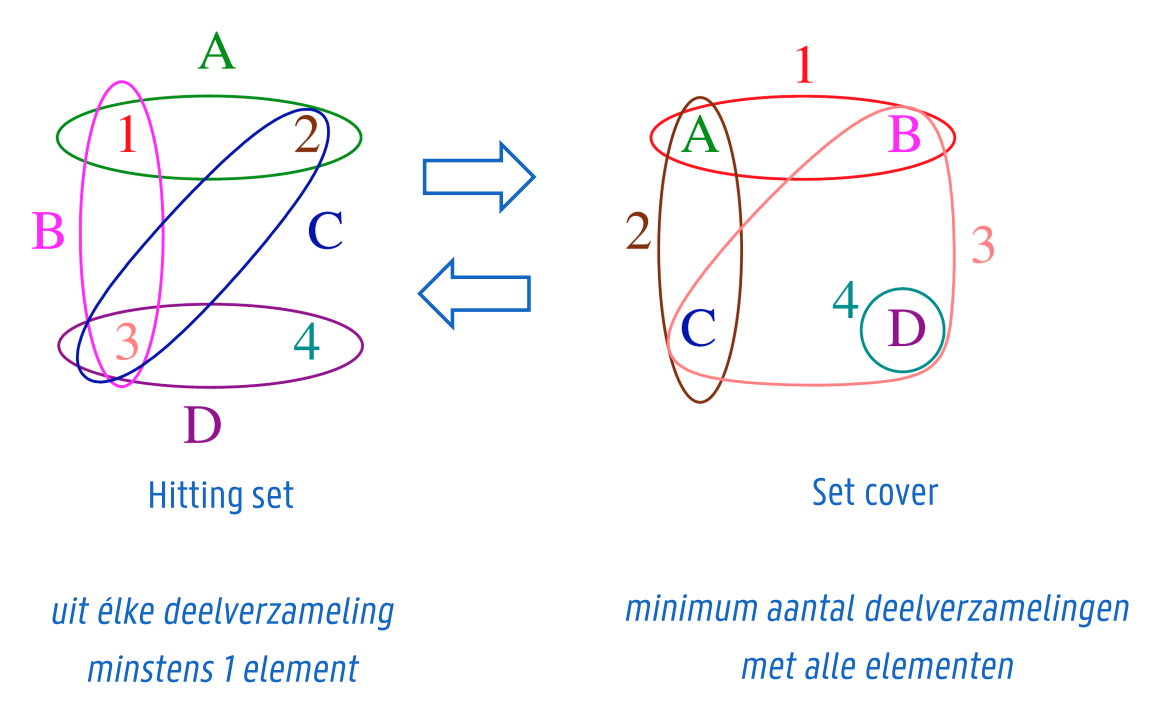 A
1
2
B
C
3
4
D
Hitting set
uit élke deelverzameling
minstens 1 element
1
A
B
2
3
4
C
D
Set cover
minimum aantal deelverzamelingen
met alle elementen